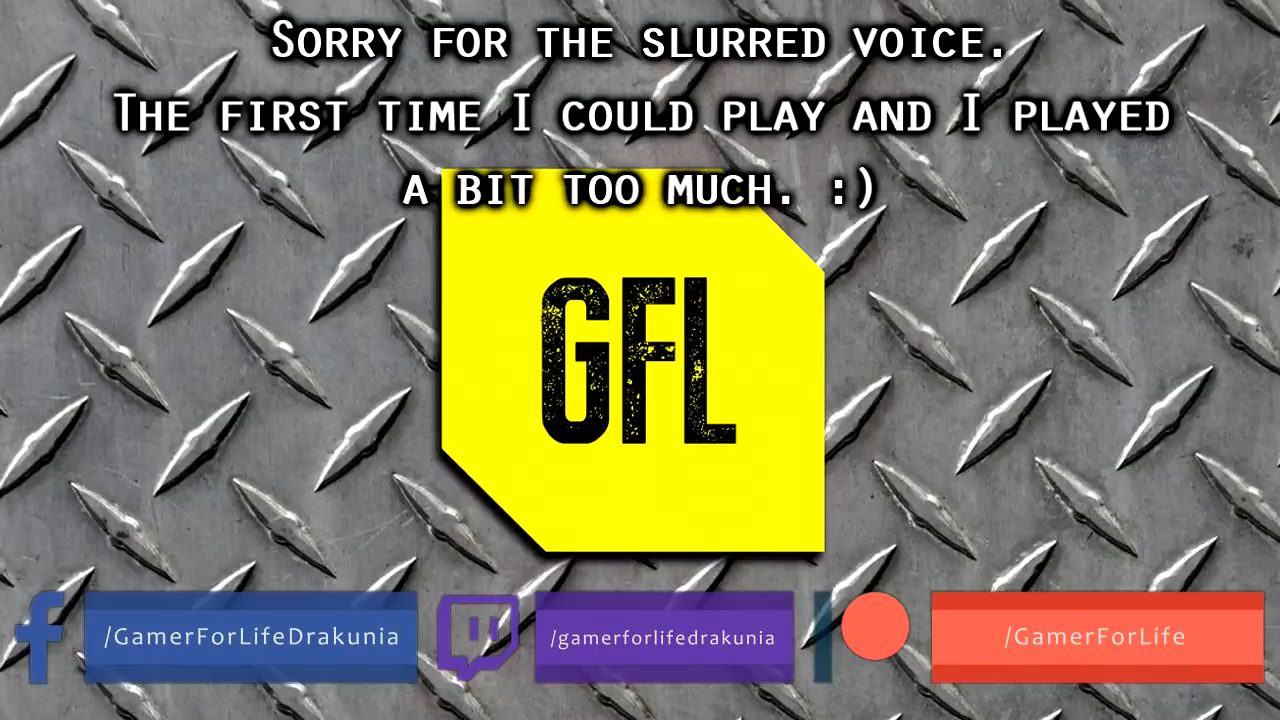 Sorry for the slurred voice.
The first time I could play and I played
a bit too much. :)
GFL
/GamerForLifeDrakunia
/gamerforlifedrakunia
/GamerForLife